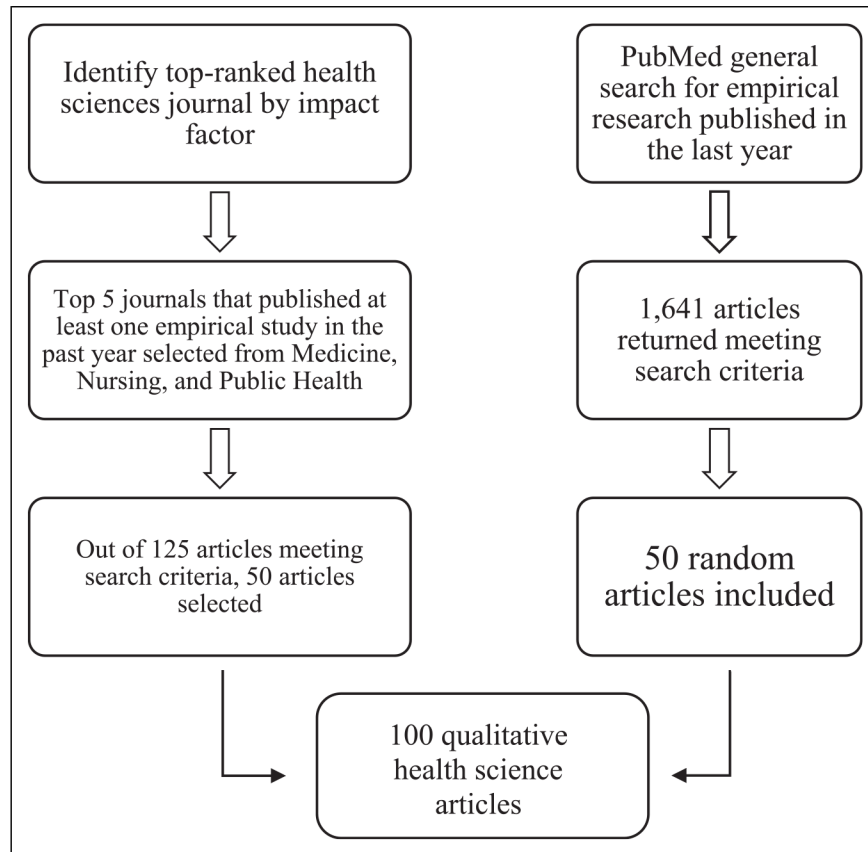 Identify top-ranked health
sciences journal by impact
factor
Top 5 journals that published at
least one empirical study in the
past year selected from Medicine,
Nursing, and Public Health
Out of 125 articles meeting
search criteria, 50 articles
selected
PubMed general
search for empirical
research published in
the last year
1,641 articles
returned meeting
search criteria
50 random
articles included
100 qualitative
health science
articles